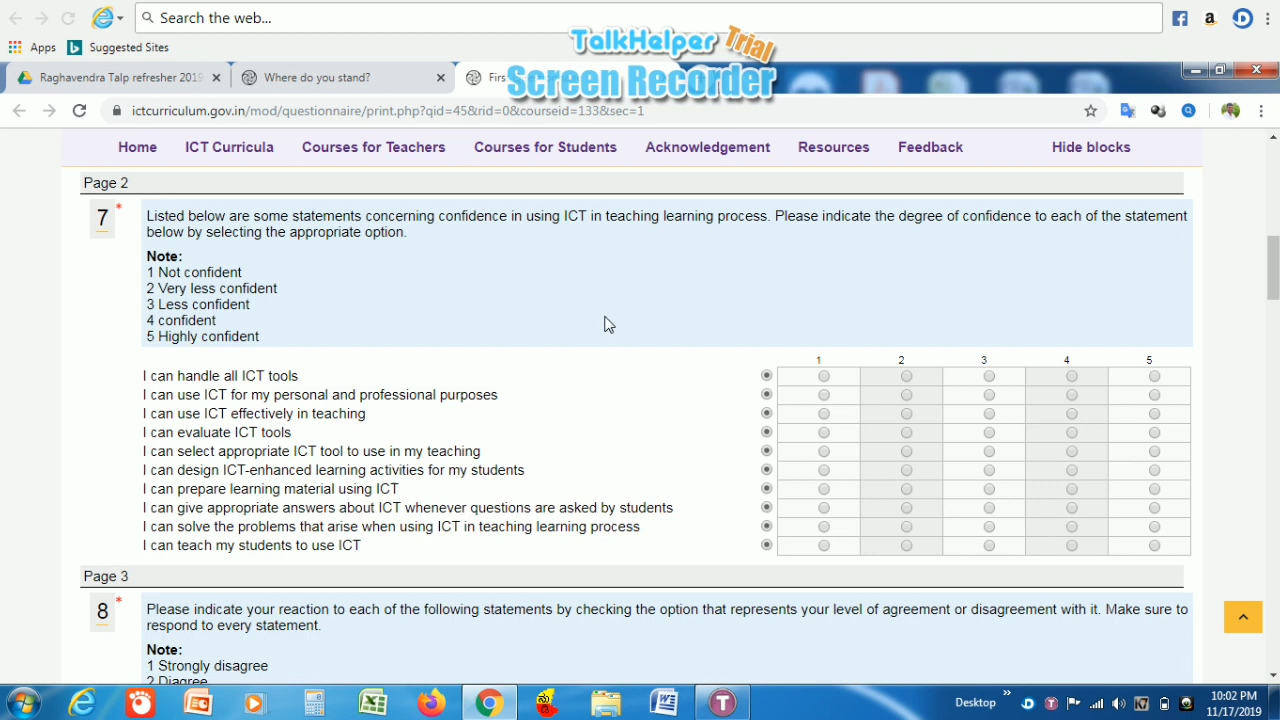 Search the web...
Apps
Suggested Sites
TalkHelper Trial
Screen Recorder
Raghavendra Talp refresher 2019
Where do you stand?
Firs
ictcurriculum.gov.in/mod/questionnaire/print.php?qid=45&rid=0&courseid=133&sec=1
Home ICT Curricula Courses for Teachers Courses for Students Acknowledgement Resources Feedback Hide blocks
Page 2
7 * Listed below are some statements concerning confidence in using ICT in teaching learning process. Please indicate the degree of confidence to each of the statement
below by selecting the appropriate option.
Note:
1 Not confident
2 Very less confident
3 Less confident
4 confident
5 Highly confident
1 2 3 4 5
I can handle all ICT tools
I can use ICT for my personal and professional purposes
I can use ICT effectively in teaching
I can evaluate ICT tools
I can select appropriate ICT tool to use in my teaching
I can design ICT-enhanced learning activities for my students
I can prepare learning material using ICT
I can give appropriate answers about ICT whenever questions are asked by students
I can solve the problems that arise when using ICT in teaching learning process
I can teach my students to use ICT
Page 3
8 * Please indicate your reaction to each of the following statements by checking the option that represents your level of agreement or disagreement with it. Make sure to
respond to every statement.
Note:
1 Strongly disagree
2 Diagree
Desktop
10:02 PM
11/17/2019